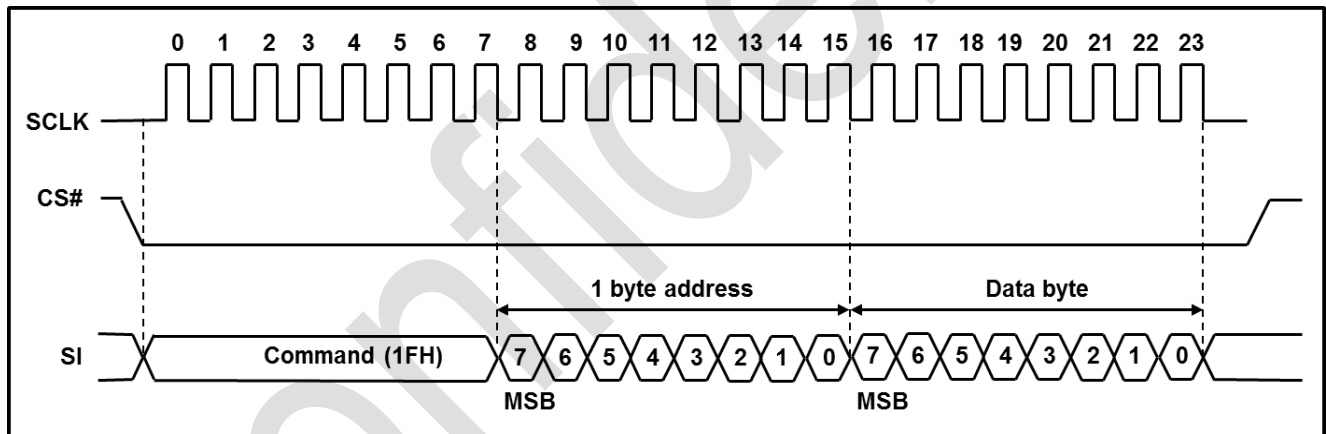 0 1 2 3 4 5 6 7 8 9 10 11 12 13 14 15 16 17 18 19 20 21 22 23
SCLK
CS#
1 byte address Data byte
SI Command (1FH) 7 6 5 4 3 2 1 0 7 6 5 4 3 2 1 0
MSB MSB